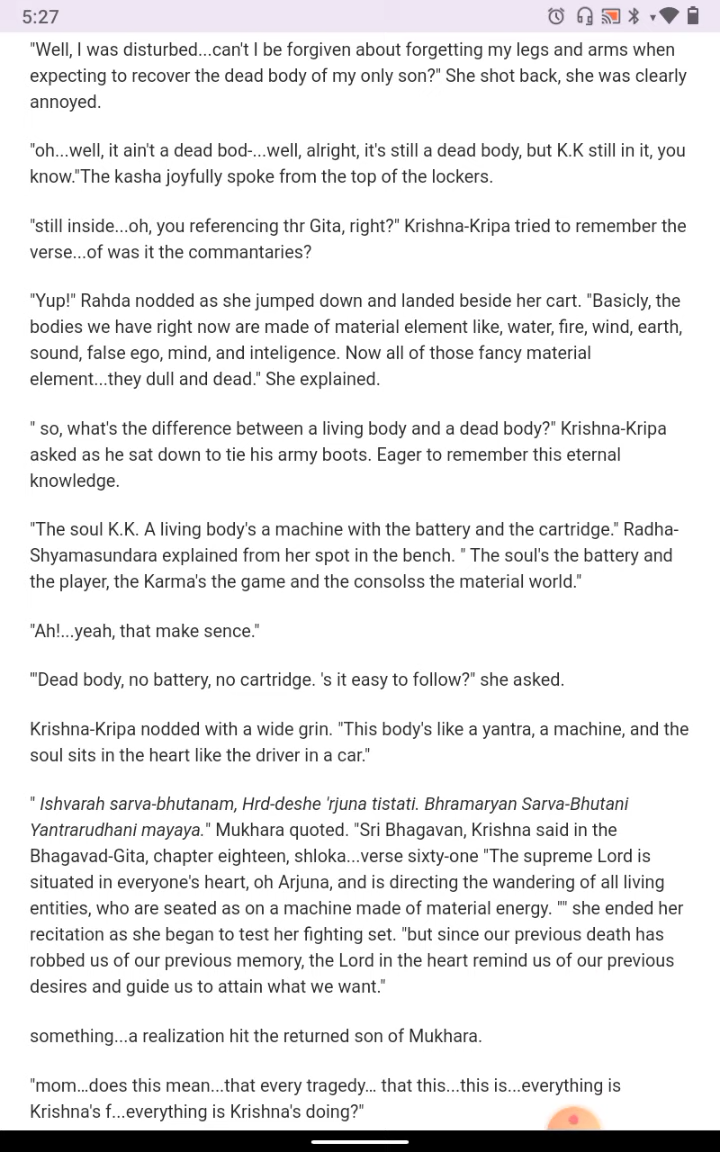 5:27
"Well, I was disturbed...can't I be forgiven about forgetting my legs and arms when
expecting to recover the dead body of my only son?" She shot back, she was clearly
annoyed.
"oh...well, it ain't a dead bod-...well, alright, it's still a dead body, but K.K still in it, you
know."The kasha joyfully spoke from the top of the lockers.
"still inside...oh, you referencing thr Gita, right?" Krishna-Kripa tried to remember the
verse...of was it the commantaries?
"Yup!" Rahda nodded as she jumped down and landed beside her cart. "Basicly, the
bodies we have right now are made of material element like, water, fire, wind, earth,
sound, false ego, mind, and inteligence. Now all of those fancy material
element...they dull and dead." She explained.
" so, what's the difference between a living body and a dead body?" Krishna-Kripa
asked as he sat down to tie his army boots. Eager to remember this eternal
knowledge.
"The soul K.K. A living body's a machine with the battery and the cartridge." Radha-
Shyamasundara explained from her spot in the bench. " The soul's the battery and
the player, the Karma's the game and the consolss the material world."
"Ah!...yeah, that make sence."
"'Dead body, no battery, no cartridge. 's it easy to follow?" she asked.
Krishna-Kripa nodded with a wide grin. "This body's like a yantra, a machine, and the
soul sits in the heart like the driver in a car."
" Ishvarah sarva-bhutanam, Hrd-deshe 'rjuna tistati. Bhramaryan Sarva-Bhutani
Yantrarudhani mayaya." Mukhara quoted. "Sri Bhagavan, Krishna said in the
Bhagavad-Gita, chapter eighteen, shloka...verse sixty-one "The supreme Lord is
situated in everyone's heart, oh Arjuna, and is directing the wandering of all living
entities, who are seated as on a machine made of material energy. "" she ended her
recitation as she began to test her fighting set. "but since our previous death has
robbed us of our previous memory, the Lord in the heart remind us of our previous
desires and guide us to attain what we want."
something...a realization hit the returned son of Mukhara.
"mom...does this mean...that every tragedy... that this...this is...everything is
Krishna's f...everything is Krishna's doing?"